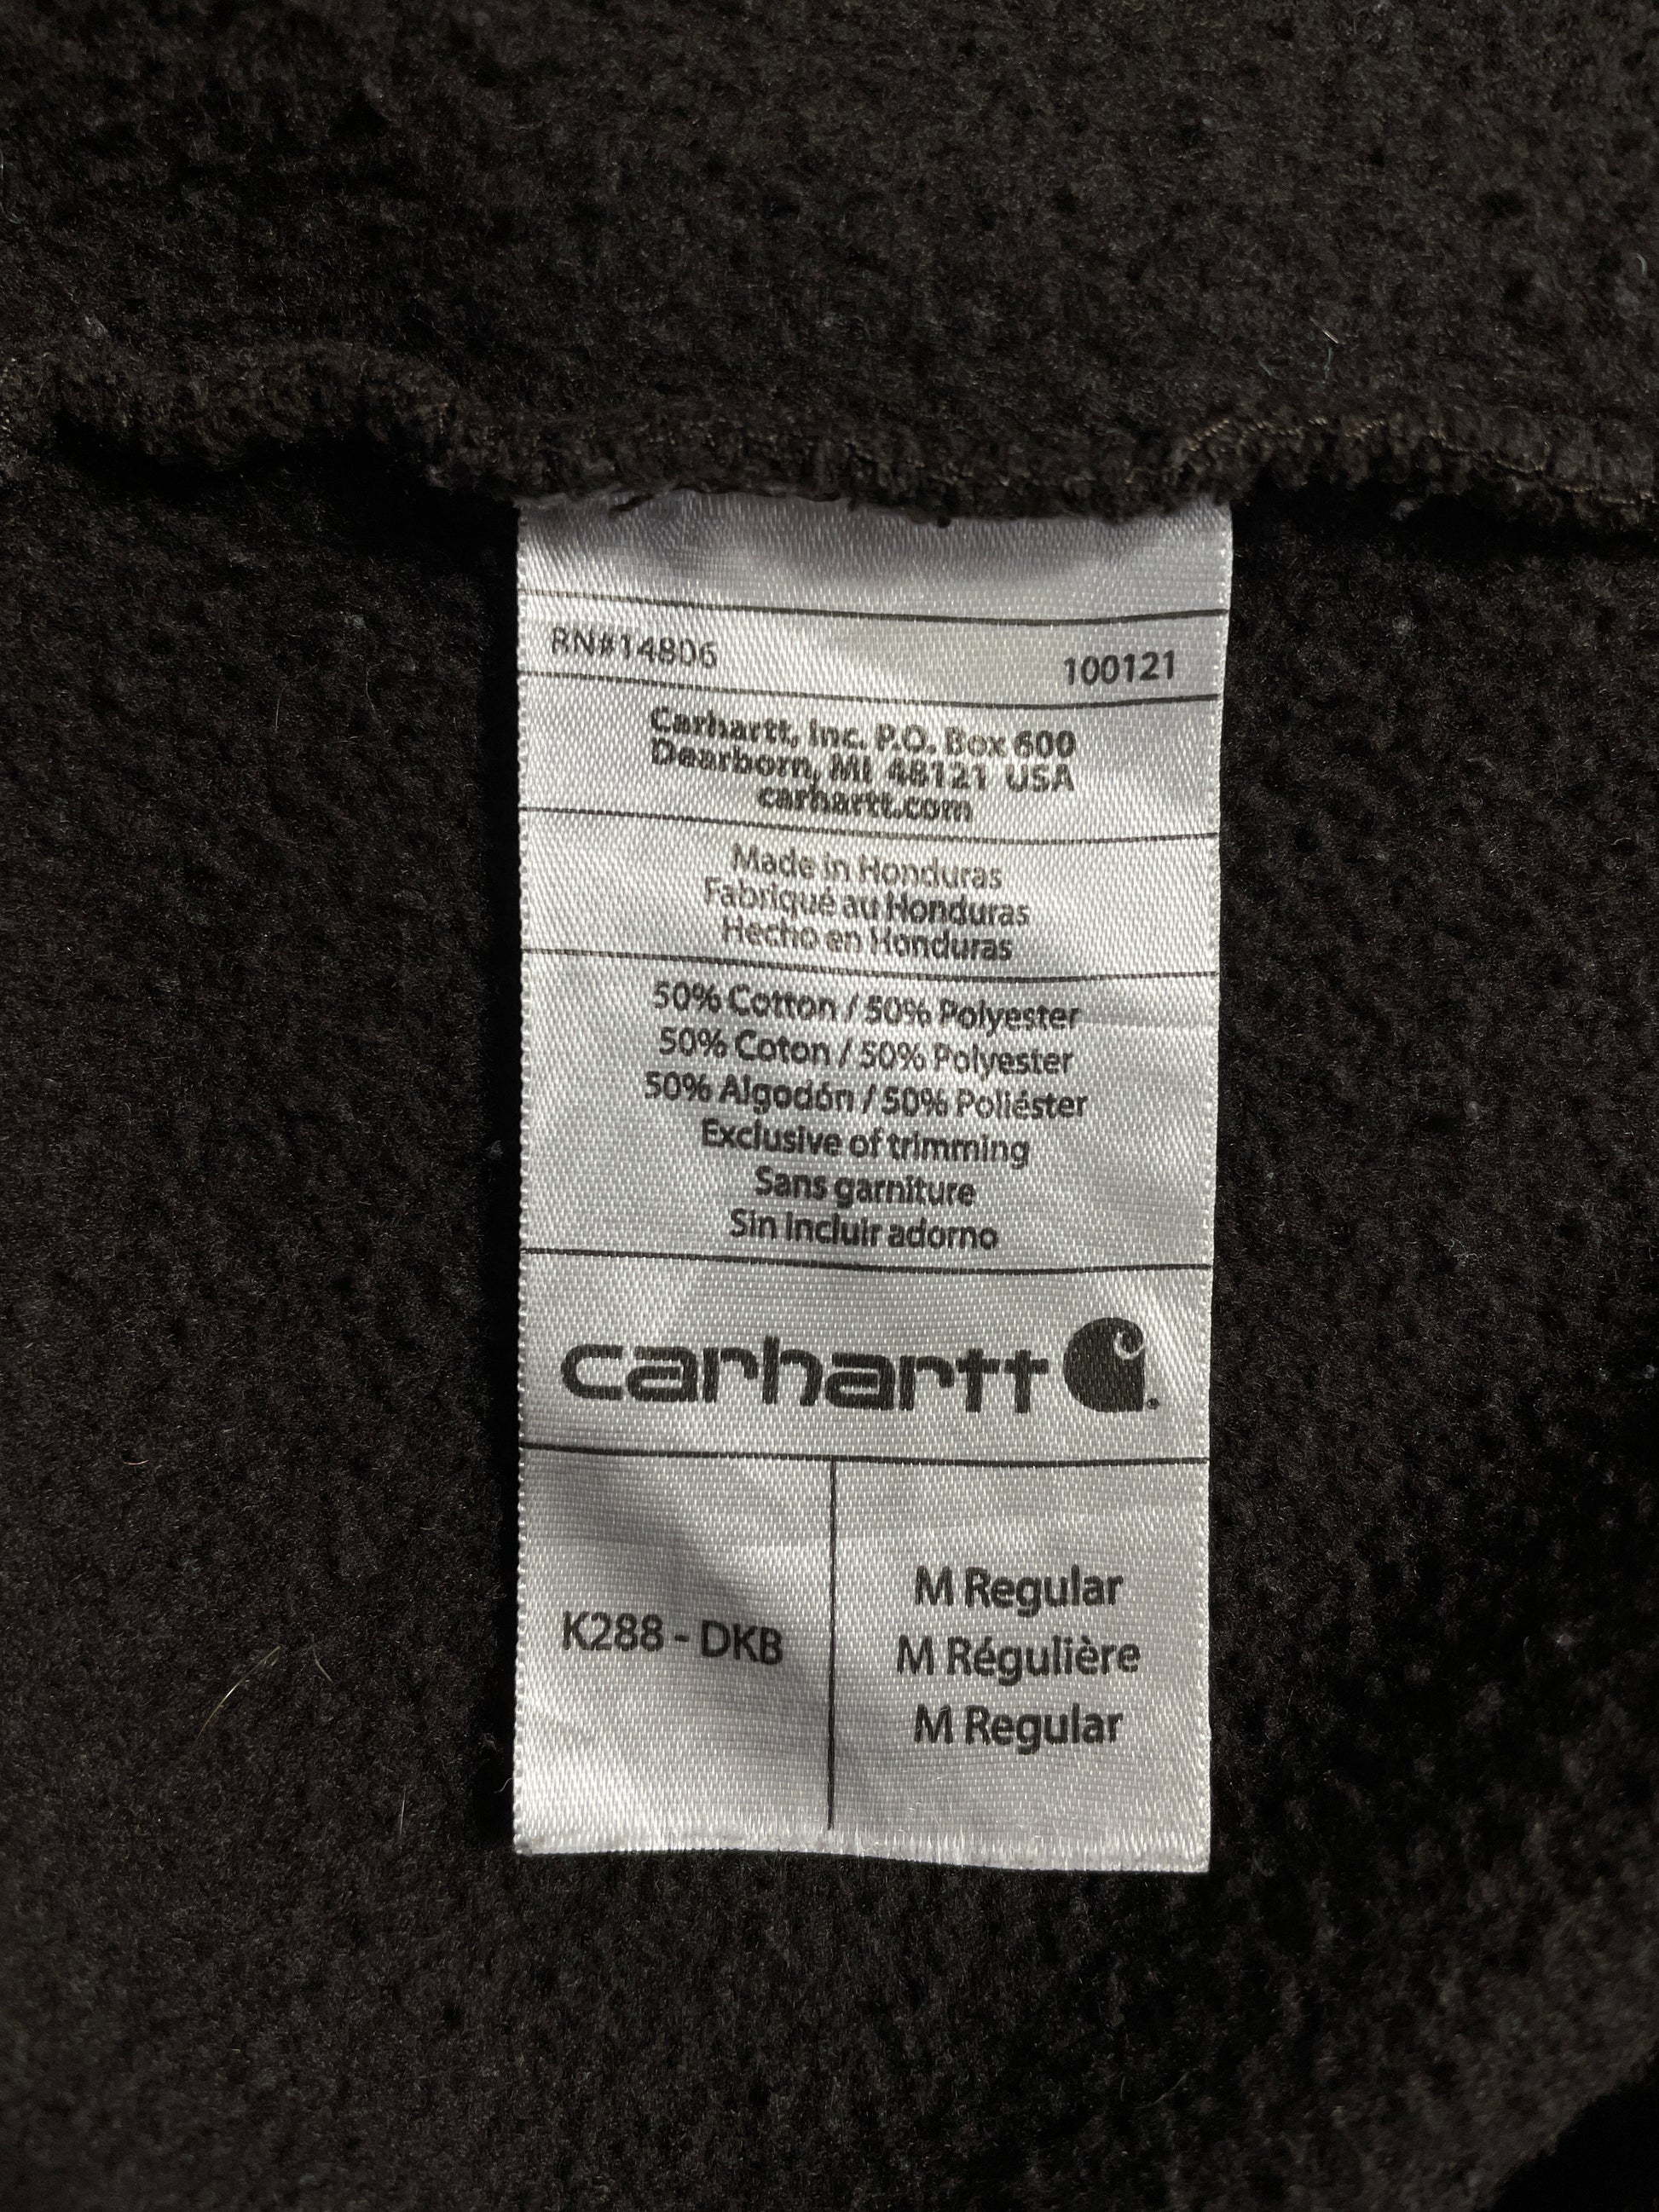 RN#14806 100121
Carhartt, Inc. P.O. Box 600
Dearborn, MI 48121 USA
carhartt.com
Made in Honduras
Fabriqué au Honduras
Hecho en Honduras
50% Cotton / 50% Polyester
50% Coton / 50% Polyester
50% Algodón / 50% Poliéster
Exclusive of trimming
Sans garniture
Sin incluir adorno
carhartt
K288 - DKB
M Regular
M Régulière
M Regular